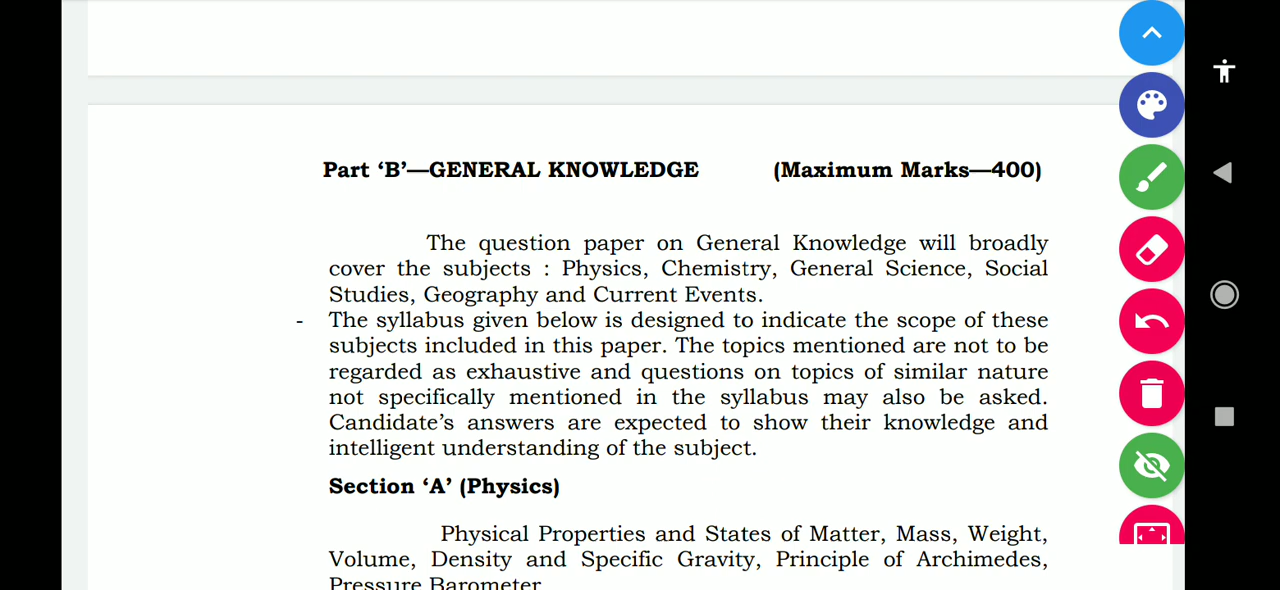 Part ‘B’—GENERAL KNOWLEDGE (Maximum Marks—400)
The question paper on General Knowledge will broadly
cover the subjects : Physics, Chemistry, General Science, Social
Studies, Geography and Current Events.
- The syllabus given below is designed to indicate the scope of these
subjects included in this paper. The topics mentioned are not to be
regarded as exhaustive and questions on topics of similar nature
not specifically mentioned in the syllabus may also be asked.
Candidate’s answers are expected to show their knowledge and
intelligent understanding of the subject.
Section ‘A’ (Physics)
Physical Properties and States of Matter, Mass, Weight,
Volume, Density and Specific Gravity, Principle of Archimedes,
Pressure Barometer